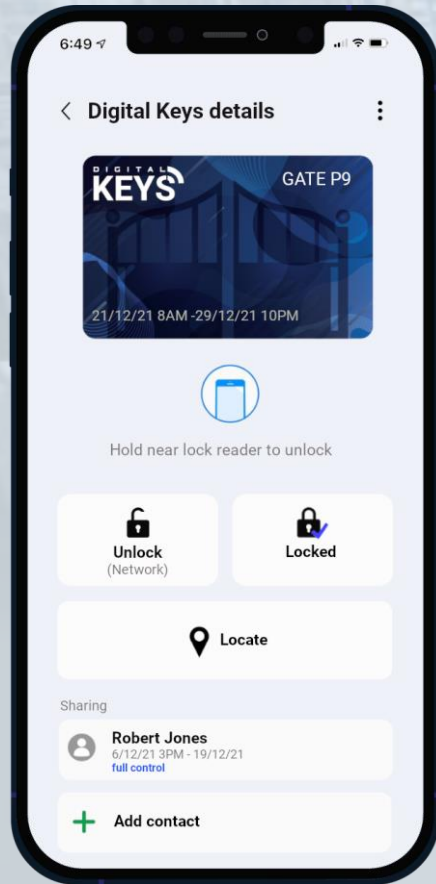 6:49
Digital Keys details
DIGITAL
KEYS
GATE P9
21/12/21 8AM -29/12/21 10PM
Hold near lock reader to unlock
Unlock
(Network)
Locked
Locate
Sharing
Robert Jones
6/12/21 3PM - 19/12/21
full control
Add contact